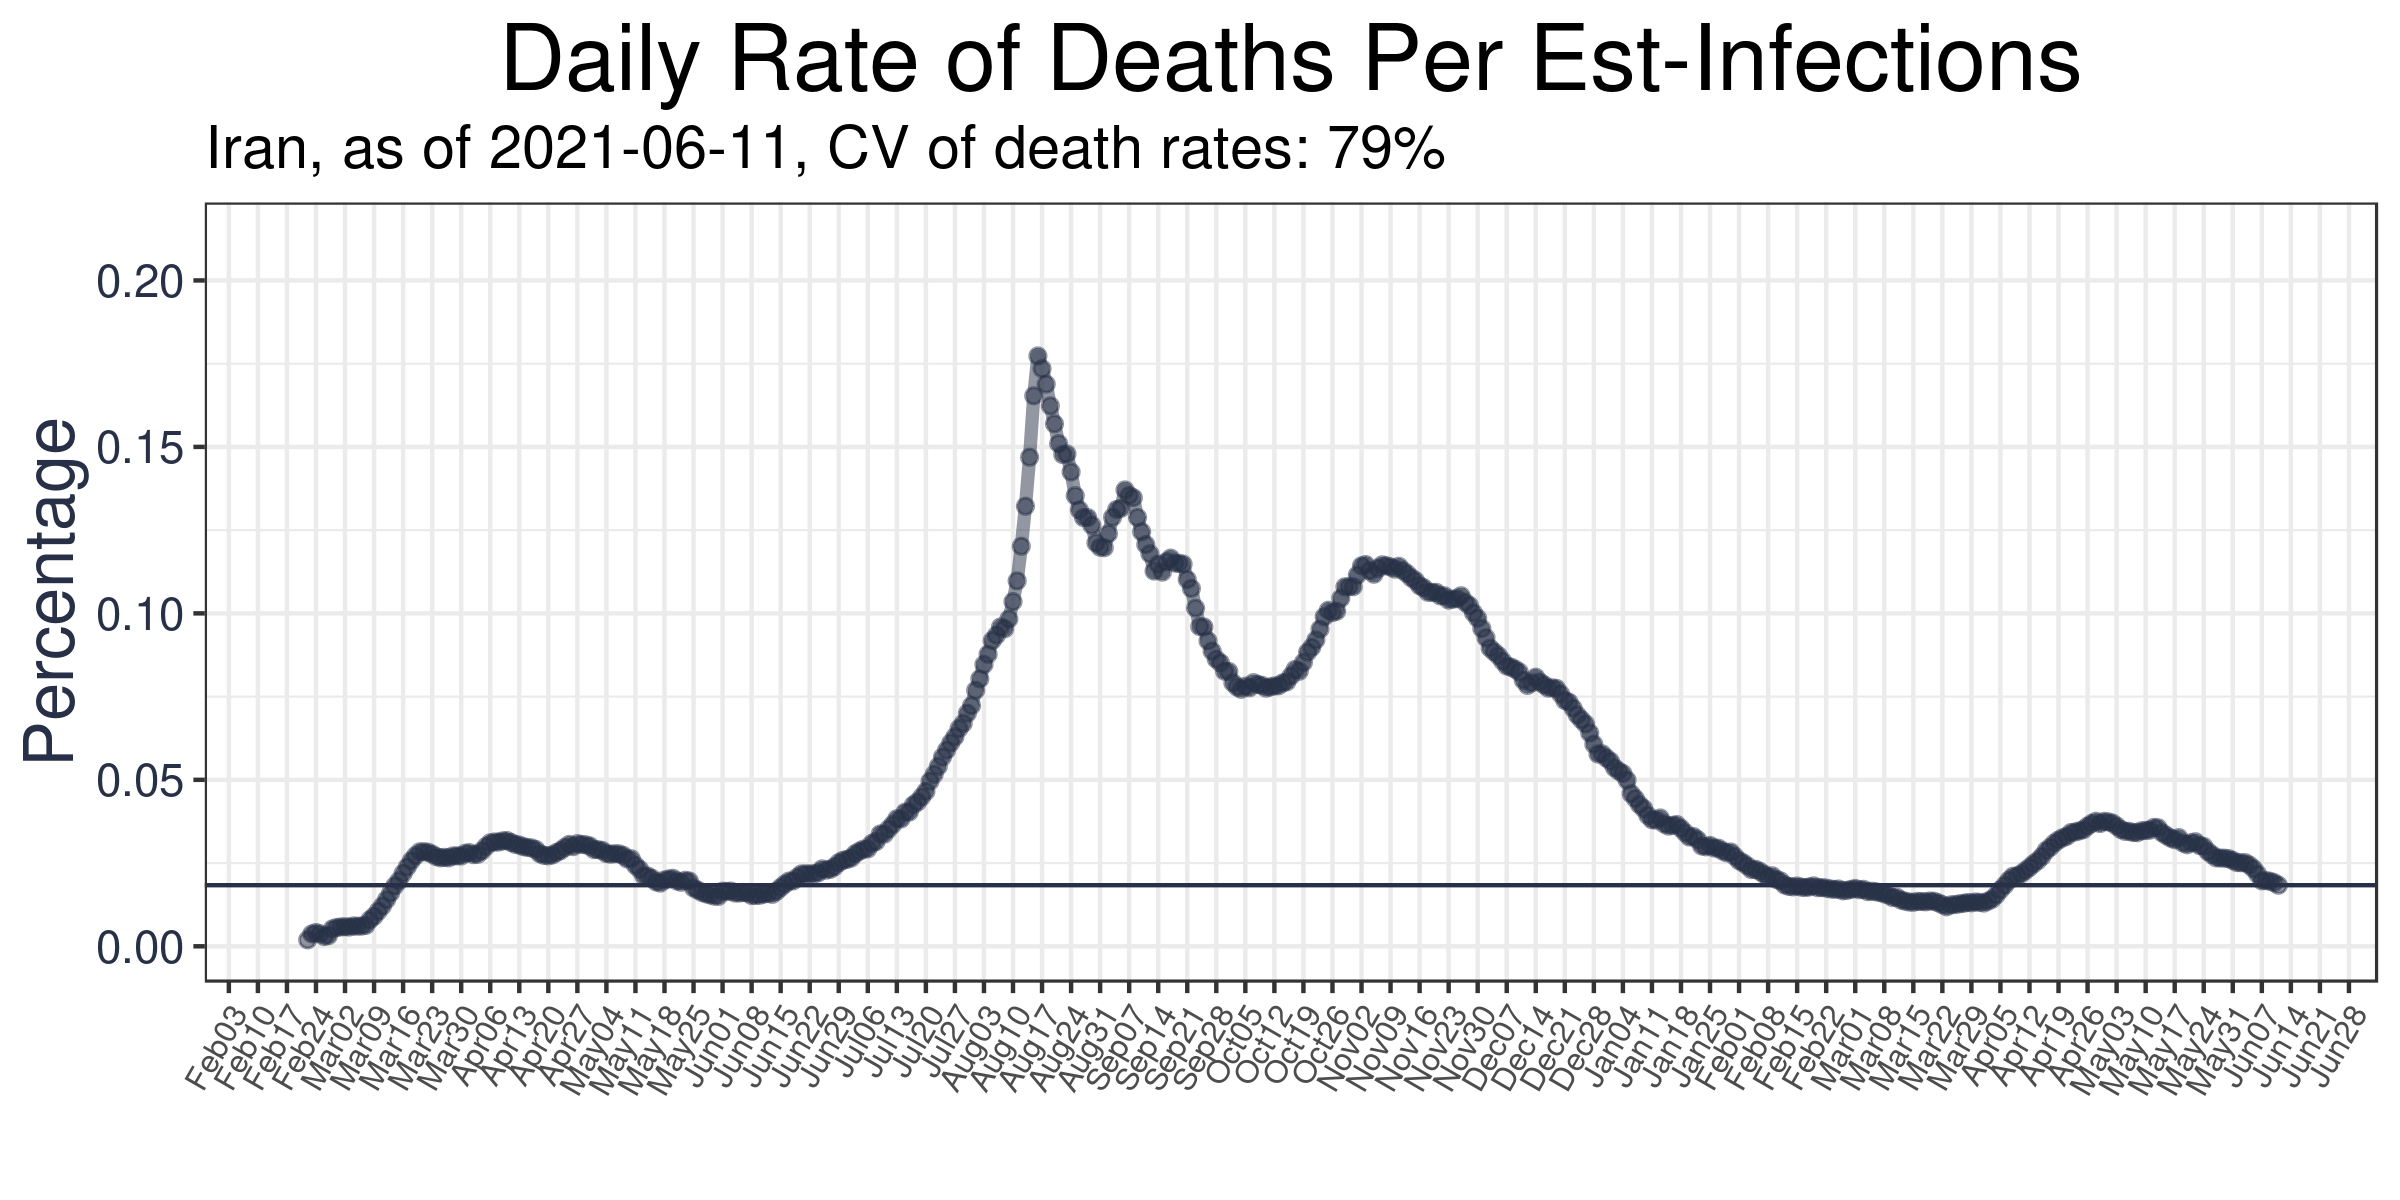 Daily Rate of Deaths Per Est-Infections
Iran, as of 2021-06-11, CV of death rates: 79%
Percentage
0.20
0.15
0.10
0.05
0.00
Feb03
Feb10
Feb17
Feb24
Mar02
Mar09
Mar16
Mar23
Mar30
Apr06
Apr13
Apr20
Apr27
May04
May11
May18
May25
Jun01
Jun08
Jun15
Jun22
Jun29
Jul06
Jul13
Jul20
Jul27
Aug03
Aug10
Aug17
Aug24
Aug31
Sep07
Sep14
Sep21
Sep28
Oct05
Oct12
Oct19
Oct26
Nov02
Nov09
Nov16
Nov23
Nov30
Dec07
Dec14
Dec21
Dec28
Jan04
Jan11
Jan18
Jan25
Feb01
Feb08
Feb15
Feb22
Mar01
Mar08
Mar15
Mar22
Mar29
Apr05
Apr12
Apr19
Apr26
May03
May10
May17
May24
May31
Jun07
Jun14
Jun21
Jun28